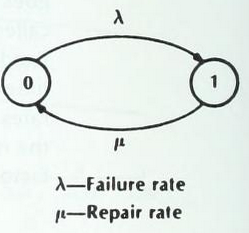 λ
0
1
μ
λ—Failure rate
μ—Repair rate